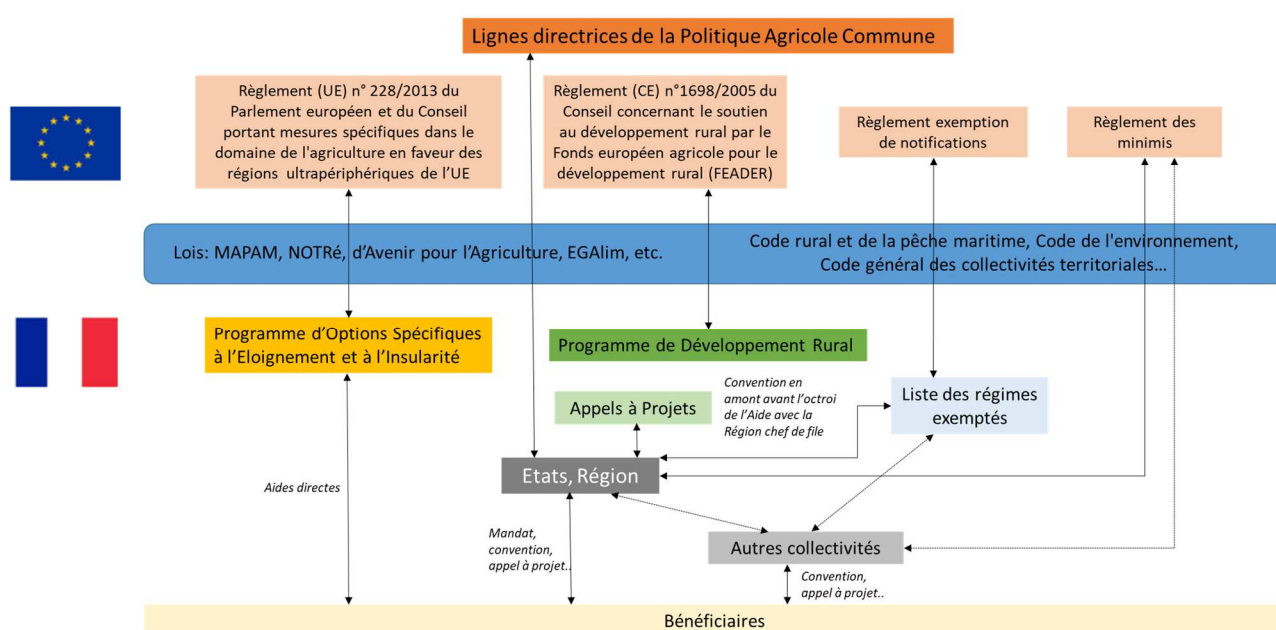 Lignes directrices de la Politique Agricole Commune
Règlement (UE) n° 228/2013 du
Parlement européen et du Conseil
portant mesures spécifiques dans le
domaine de l'agriculture en faveur des
régions ultrapériphériques de l'UE
Règlement (CE) n°1698/2005 du
Conseil concernant le soutien
au développement rural par le
Fonds européen agricole pour le
développement rural (FEADER)
Règlement exemption
de notifications
Règlement des
minimis
Lois: MAPAM, NOTRé, d'Avenir pour l'Agriculture, EGAlim, etc.
Code rural et de la pêche maritime, Code de l'environnement,
Code général des collectivités territoriales...
Programme d'Options Spécifiques
à l'Eloignement et à l'Insularité
Programme de Développement Rural
Appels à Projets
Convention en
amont avant l'octroi
de l'Aide avec la
Région chef de file
Liste des régimes
exemptés
Etats, Région
Aides directes
Mandat,
convention,
appel à projet..
Autres collectivités
Convention,
appel à projet..
Bénéficiaires